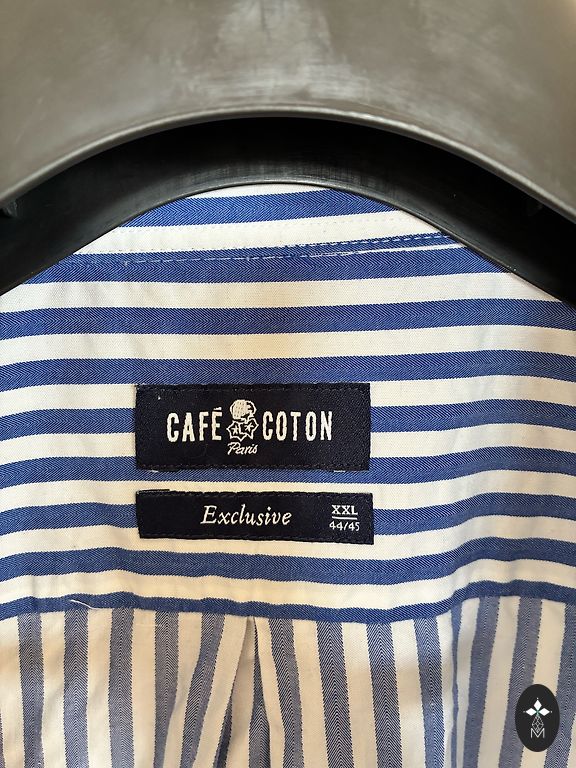 CAFÉ COTON
Paris
Exclusive
XXL
44/45
M